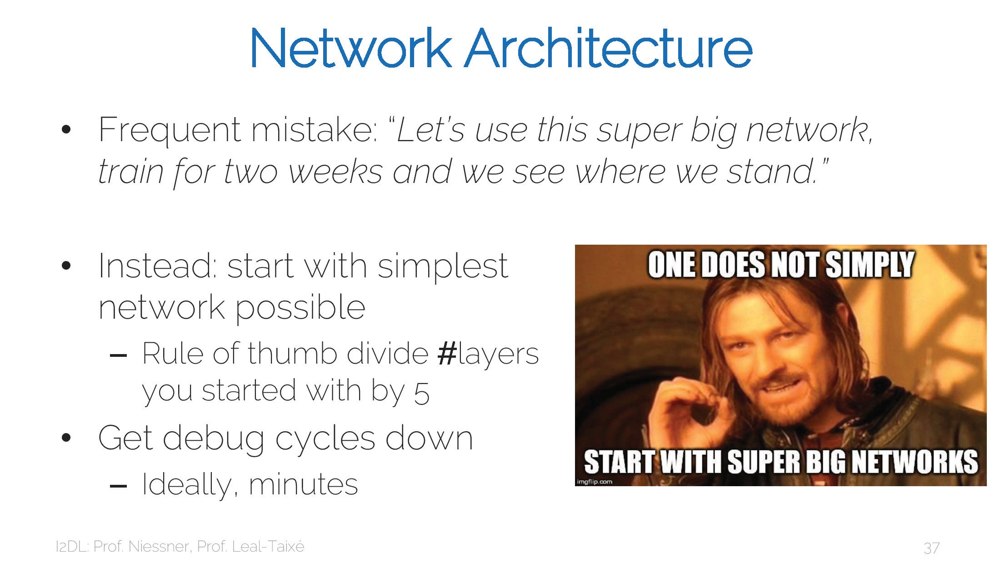 Network Architecture
• Frequent mistake: “Let’s use this super big network,
train for two weeks and we see where we stand.”
• Instead: start with simplest
network possible
– Rule of thumb divide #layers
you started with by 5
• Get debug cycles down
– Ideally, minutes
ONE DOES NOT SIMPLY
START WITH SUPER BIG NETWORKS
imgflip.com
I2DL: Prof. Niessner, Prof. Leal-Taixé
37